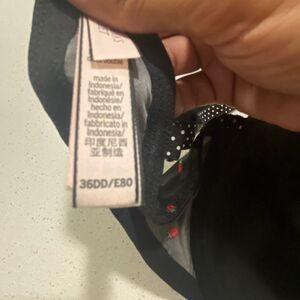 made in
Indonesia/
fabriqué en
Indonésie/
hecho en
Indonesia/
fabbricato in
Indonesia/
印度尼西
亚制造
36DD/E80